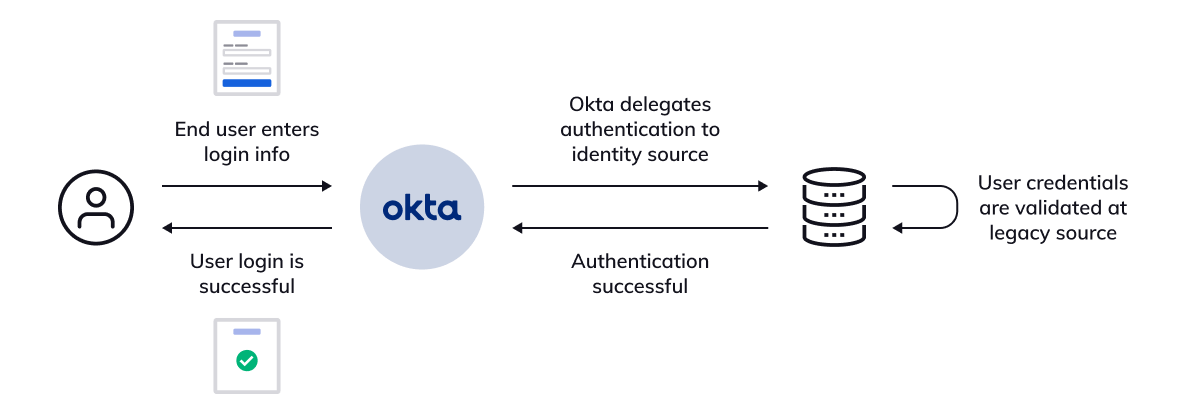 End user enters
login info
okta
User login is
successful
Okta delegates
authentication to
identity source
Authentication
successful
User credentials
are validated at
legacy source